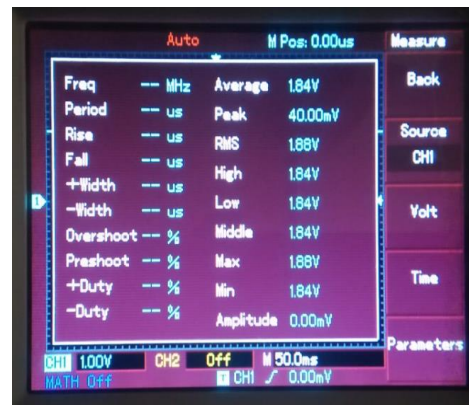 Auto M Pos: 0.00us Measure
Freq -- MHz Average 1.84V Back
Period -- us Peak 40.00mV
Rise -- us RMS 1.88V Source
Fall -- us High 1.84V CH1
+Width -- us Low 1.84V
-Width -- us Middle 1.84V Volt
Overshoot -- % Max 1.88V
Preshoot -- % Min 1.84V Time
+Duty -- % Amplitude 0.00mV
-Duty -- %
Parameters
CH1 1.00V CH2 Off M 50.0ms
MATH Off T CH1 0.00mV